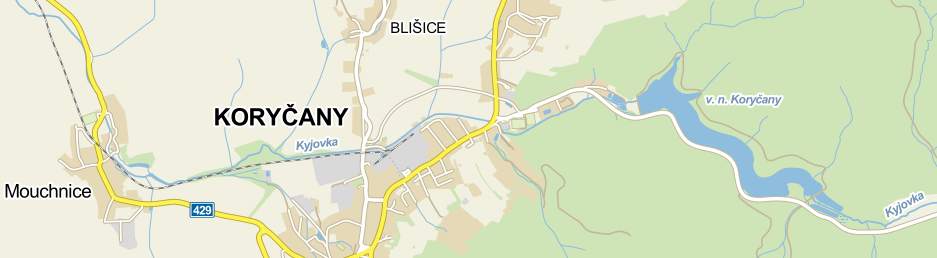 BLIŠICE
v. n. Koryčany
KORYČANY
Kyjovka
Mouchnice
429
Kyjovka